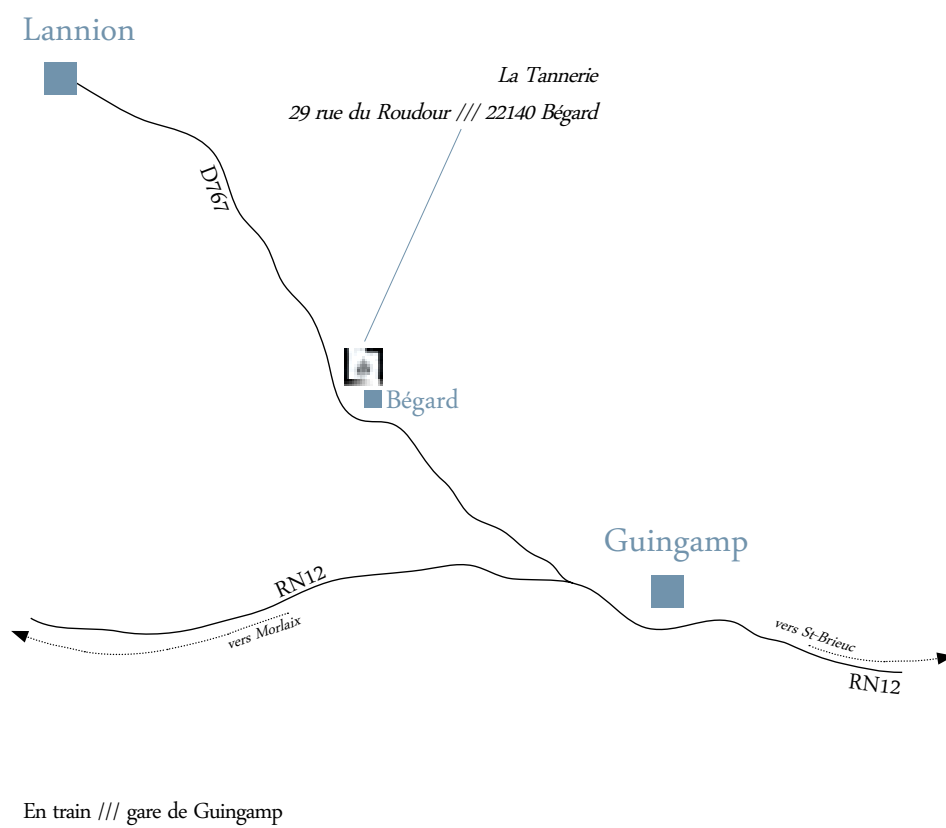 Lannion
La Tannerie
29 rue du Roudour /// 22140 Bégard
D767
Bégard
Guingamp
RN12
vers Morlaix
vers St-Brieuc
RN12
En train /// gare de Guingamp